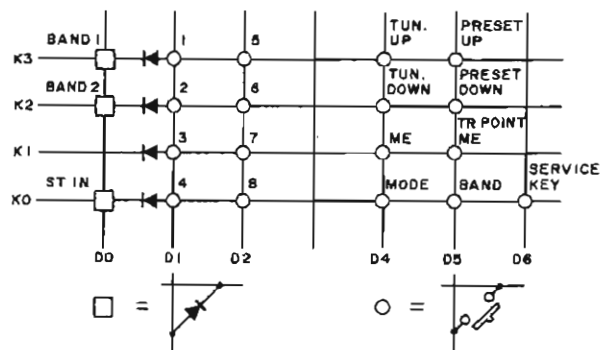 TUN. UP PRESET UP
BAND 1 1 5
K3
BAND 2 2 6 TUN. DOWN PRESET DOWN
K2
3 7 ME TR POINT ME
K1
ST IN 4 8 MODE BAND SERVICE KEY
K0
D0 D1 D2 D4 D5 D6
= =